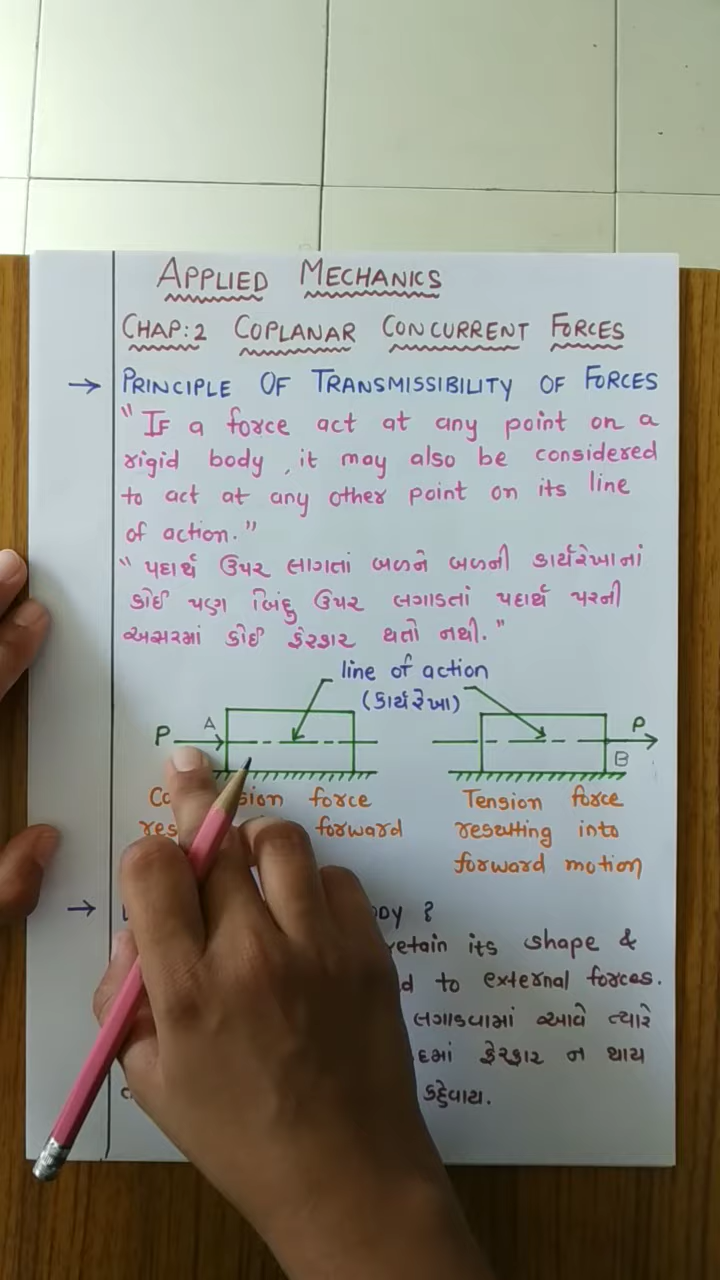 APPLIED MECHANICS
CHAP:2 COPLANAR CONCURRENT FORCES
→ PRINCIPLE OF TRANSMISSIBILITY OF FORCES
"IF a force act at any point on a
rigid body, it may also be considered
to act at any other point on its line
of action."
"પદાર્થ ઉપર લાગતાં બળને બળની કાર્યરેખાનાં
કોઈ પણ બિંદુ ઉપર લગાડતાં પદાર્થ પરની
અસરમાં કોઈ ફેરફાર થતો નથી."
line of action
(કાર્યરેખા)
P A
P
B
force
forward
Tension force
resulting into
forward motion
→ ?
retain its shape &
to external forces.
લગાડવામાં આવે ત્યારે
ફેરફાર ન થાય
કહેવાય.